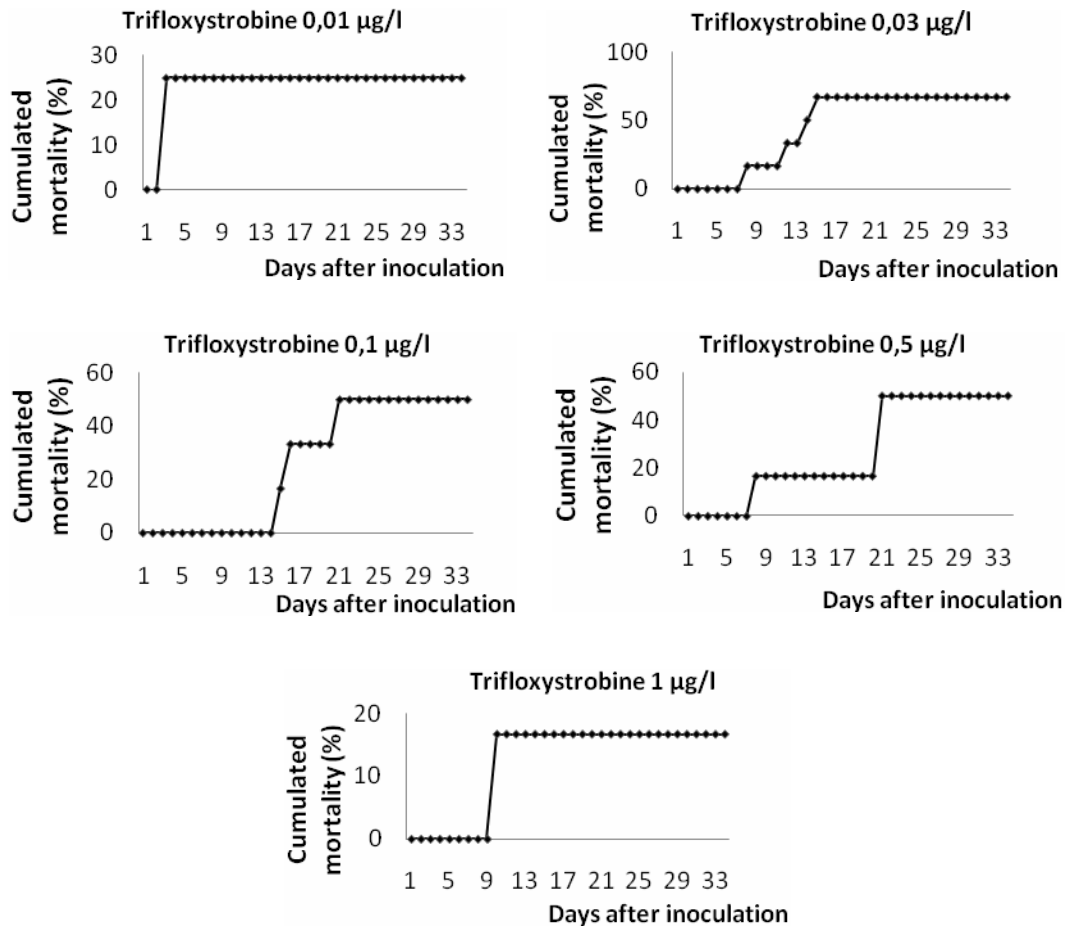 Trifloxystrobine 0,01 µg/l
Cumulated
mortality (%)
30
20
10
0
1 5 9 13 17 21 25 29 33
Days after inoculation
Trifloxystrobine 0,03 µg/l
Cumulated
mortality (%)
100
50
0
1 5 9 13 17 21 25 29 33
Days after inoculation
Trifloxystrobine 0,1 µg/l
Cumulated
mortality (%)
60
40
20
0
1 5 9 13 17 21 25 29 33
Days after inoculation
Trifloxystrobine 0,5 µg/l
Cumulated
mortality (%)
60
40
20
0
1 5 9 13 17 21 25 29 33
Days after inoculation
Trifloxystrobine 1 µg/l
Cumulated
mortality (%)
20
10
0
1 5 9 13 17 21 25 29 33
Days after inoculation